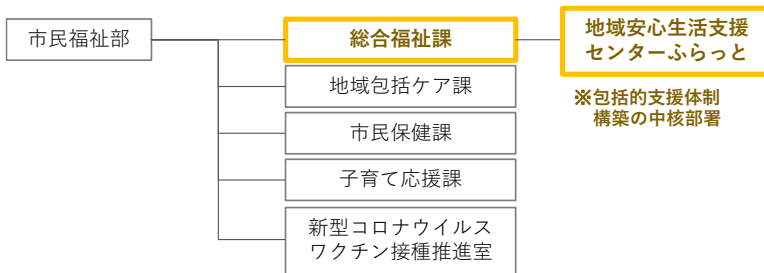 市民福祉部
総合福祉課
地域安心生活支援
センターふらっと
※包括的支援体制
構築の中核部署
地域包括ケア課
市民保健課
子育て応援課
新型コロナウイルス
ワクチン接種推進室